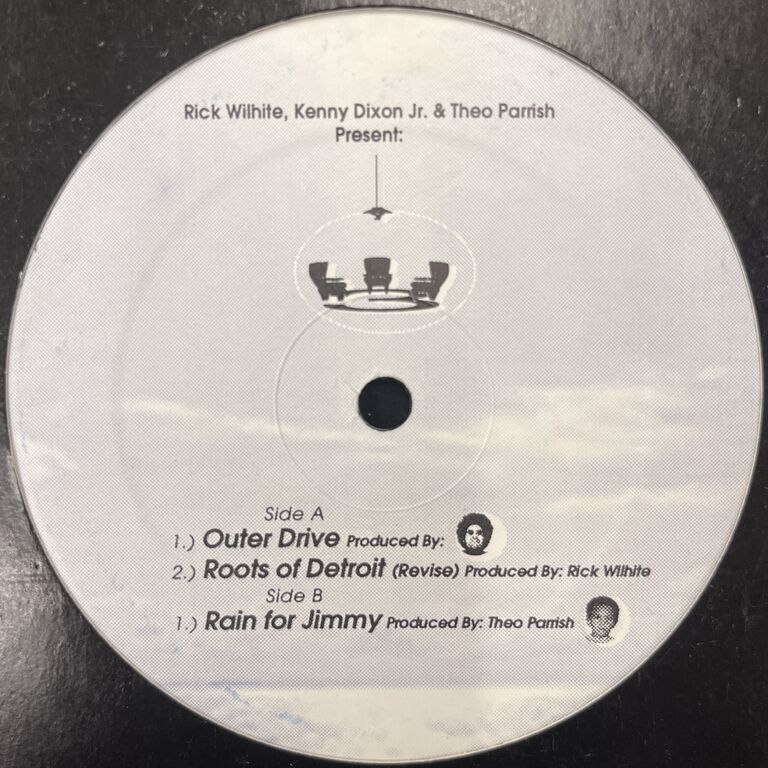 Rick Wilhite, Kenny Dixon Jr. & Theo Parrish
Present:
Side A
1.) Outer Drive Produced By:
2.) Roots of Detroit (Revise) Produced By: Rick Wilhite
Side B
1.) Rain for Jimmy Produced By: Theo Parrish